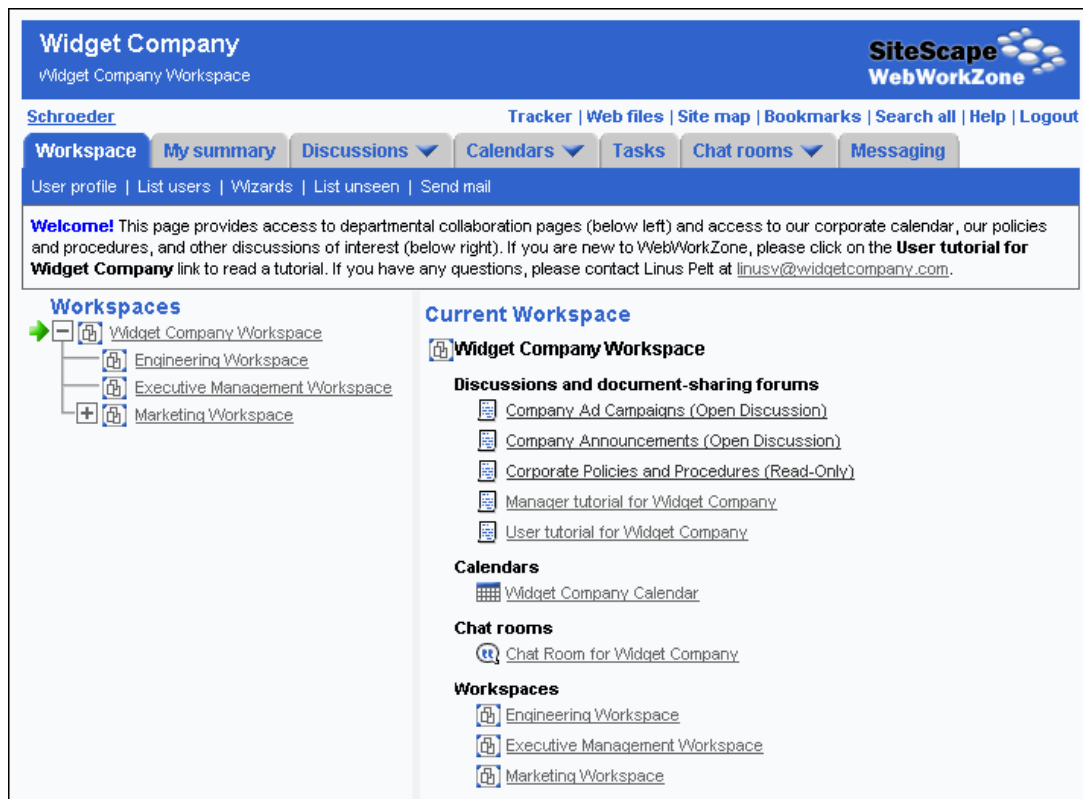 Widget Company
Widget Company Workspace
SiteScape
WebWorkZone
Schroeder
Tracker | Web files | Site map | Bookmarks | Search all | Help | Logout
Workspace My summary Discussions Calendars Tasks Chat rooms Messaging
User profile | List users | Wizards | List unseen | Send mail
Welcome! This page provides access to departmental collaboration pages (below left) and access to our corporate calendar, our policies
and procedures, and other discussions of interest (below right). If you are new to WebWorkZone, please click on the User tutorial for
Widget Company link to read a tutorial. If you have any questions, please contact Linus Pelt at linusv@widgetcompany.com.
Workspaces
Widget Company Workspace
Engineering Workspace
Executive Management Workspace
Marketing Workspace
Current Workspace
Widget Company Workspace
Discussions and document-sharing forums
Company Ad Campaigns (Open Discussion)
Company Announcements (Open Discussion)
Corporate Policies and Procedures (Read-Only)
Manager tutorial for Widget Company
User tutorial for Widget Company
Calendars
Widget Company Calendar
Chat rooms
Chat Room for Widget Company
Workspaces
Engineering Workspace
Executive Management Workspace
Marketing Workspace